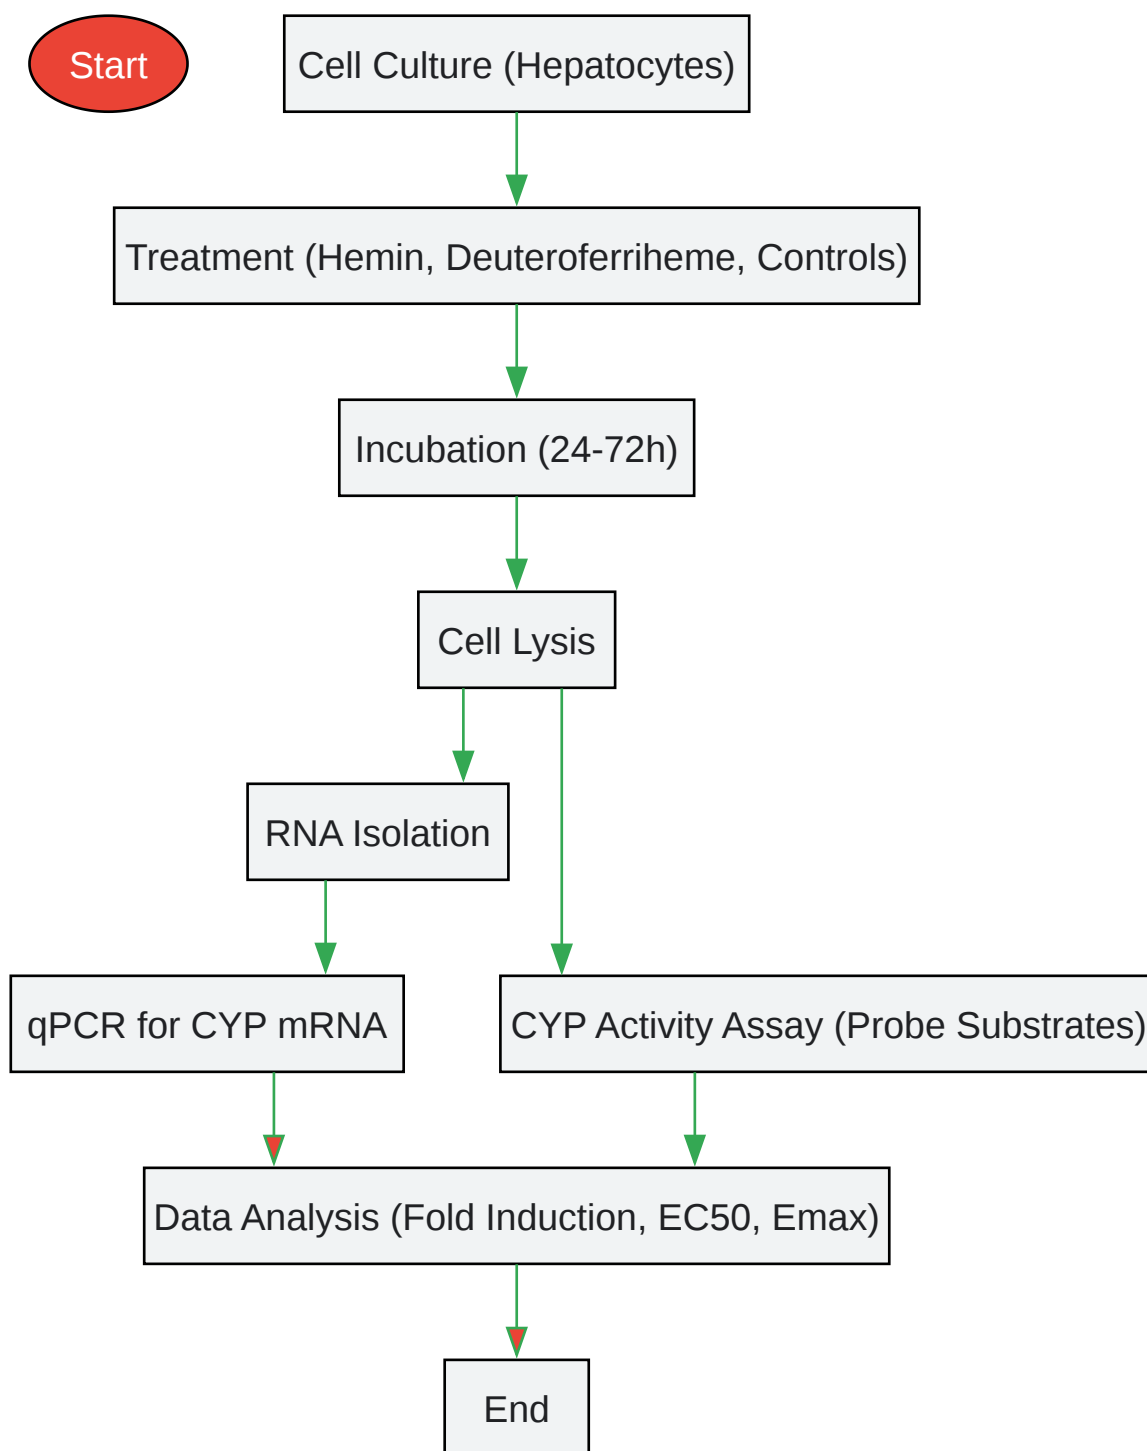 Start
Cell Culture (Hepatocytes)
Treatment (Hemin, Deuteroferriheme, Controls)
Incubation (24-72h)
Cell Lysis
RNA Isolation
qPCR for CYP mRNA
CYP Activity Assay (Probe Substrates)
Data Analysis (Fold Induction, EC50, Emax)
End